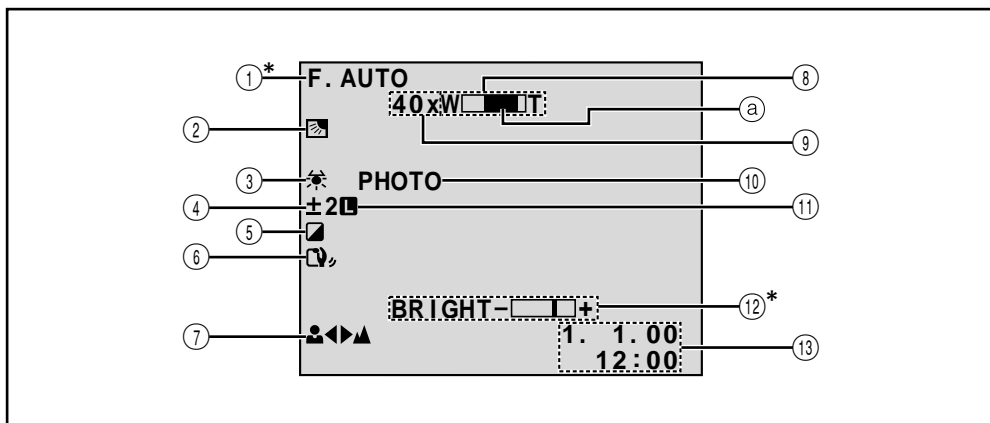 ① * F. AUTO ⑧
40xW T ⓐ
② ⑨
③ PHOTO ⑩
④ ±2 L ⑪
⑤
⑥
BRIGHT – + ⑫ *
⑦ 1. 1.00 ⑬
12:00